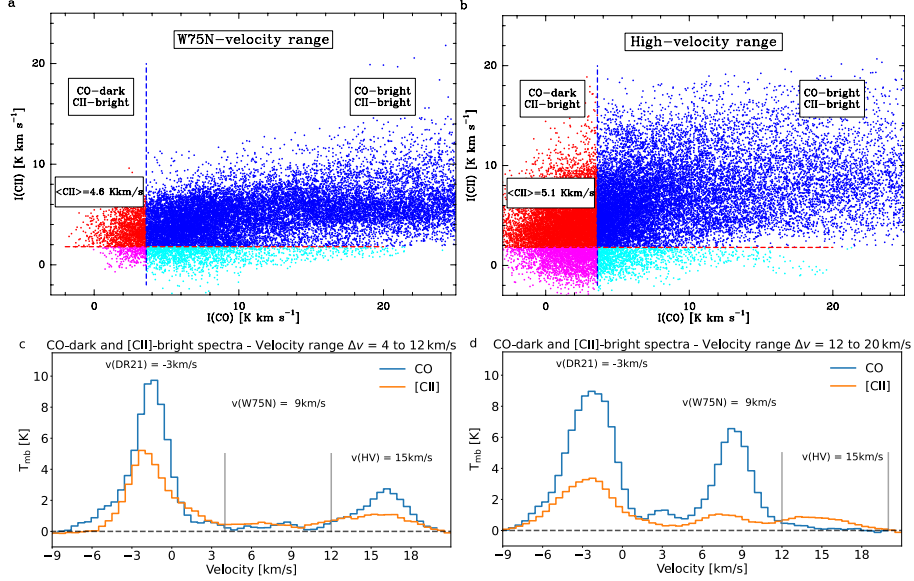 a
W75N−velocity range
CO−dark
CII−bright
CO−bright
CII−bright
<CII>=4.6 Kkm/s
I(CII) [K km s⁻¹]
20
10
0
0
10
20
I(CO) [K km s⁻¹]
b
High−velocity range
CO−dark
CII−bright
CO−bright
CII−bright
<CII>=5.1 Kkm/s
I(CII) [K km s⁻¹]
20
10
0
0
10
20
I(CO) [K km s⁻¹]
c
CO-dark and [CII]-bright spectra - Velocity range Δv = 4 to 12 km/s
v(DR21) = -3km/s
CO
[CII]
v(W75N) = 9km/s
v(HV) = 15km/s
Tmb [K]
10
8
6
4
2
0
−9 −6 −3 0 3 6 9 12 15 18
Velocity [km/s]
d
CO-dark and [CII]-bright spectra - Velocity range Δv = 12 to 20 km/s
v(DR21) = -3km/s
CO
[CII]
v(W75N) = 9km/s
v(HV) = 15km/s
Tmb [K]
10
8
6
4
2
0
−9 −6 −3 0 3 6 9 12 15 18
Velocity [km/s]